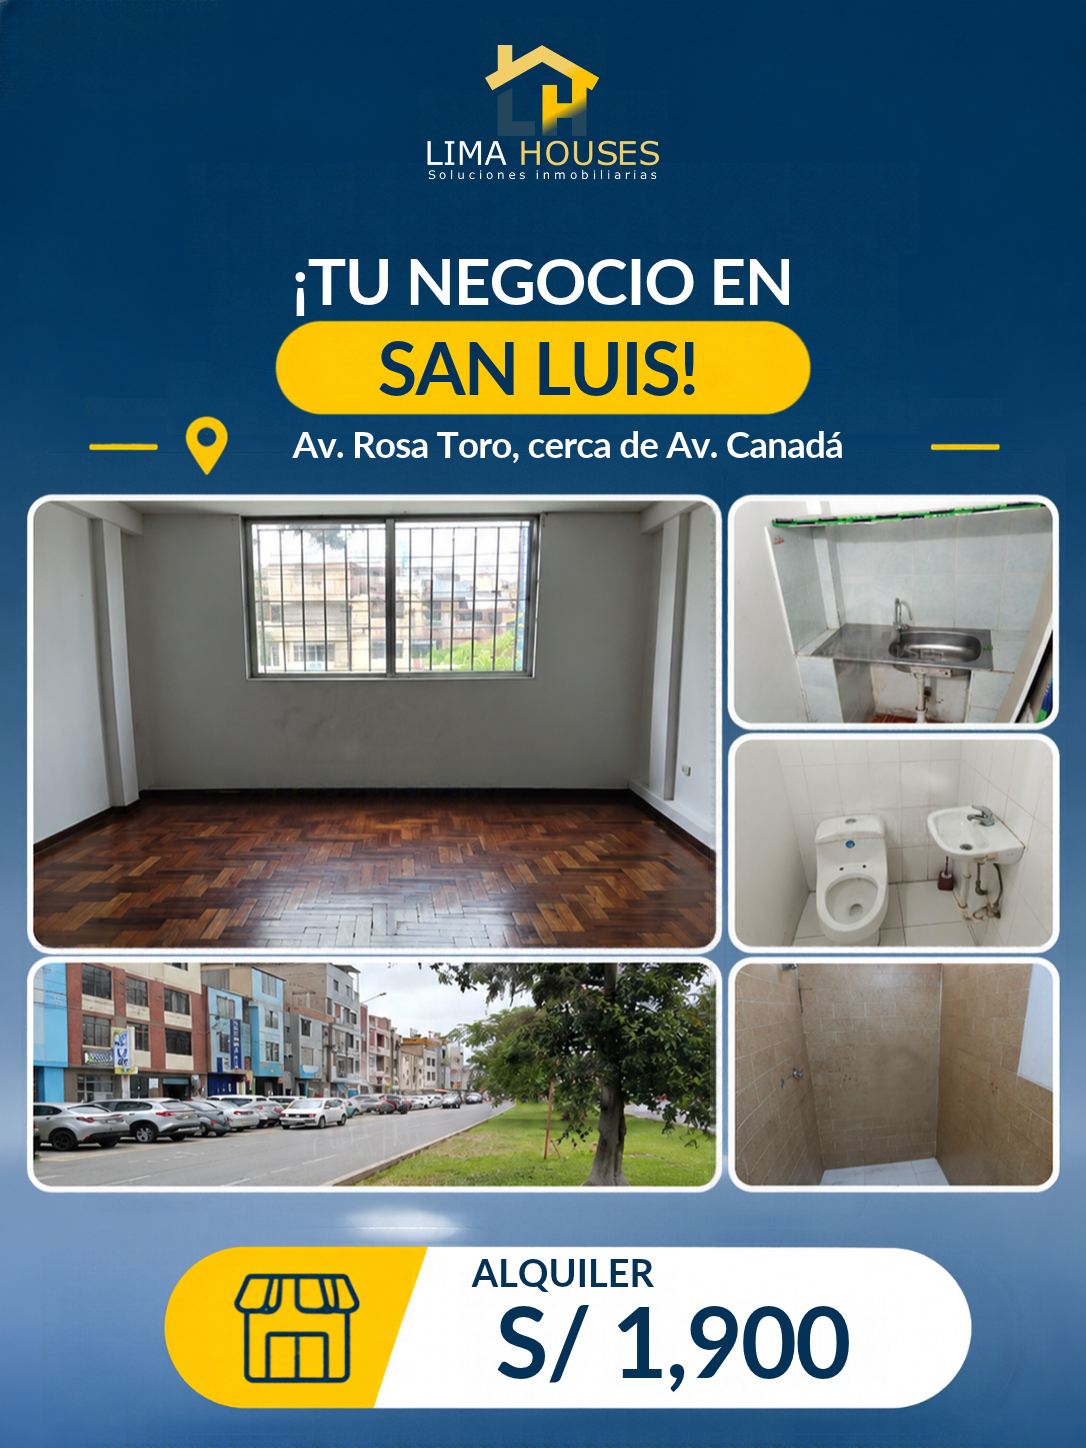 LIMA HOUSES
Soluciones inmobiliarias
¡TU NEGOCIO EN
SAN LUIS!
Av. Rosa Toro, cerca de Av. Canadá
ALQUILER
S/ 1,900